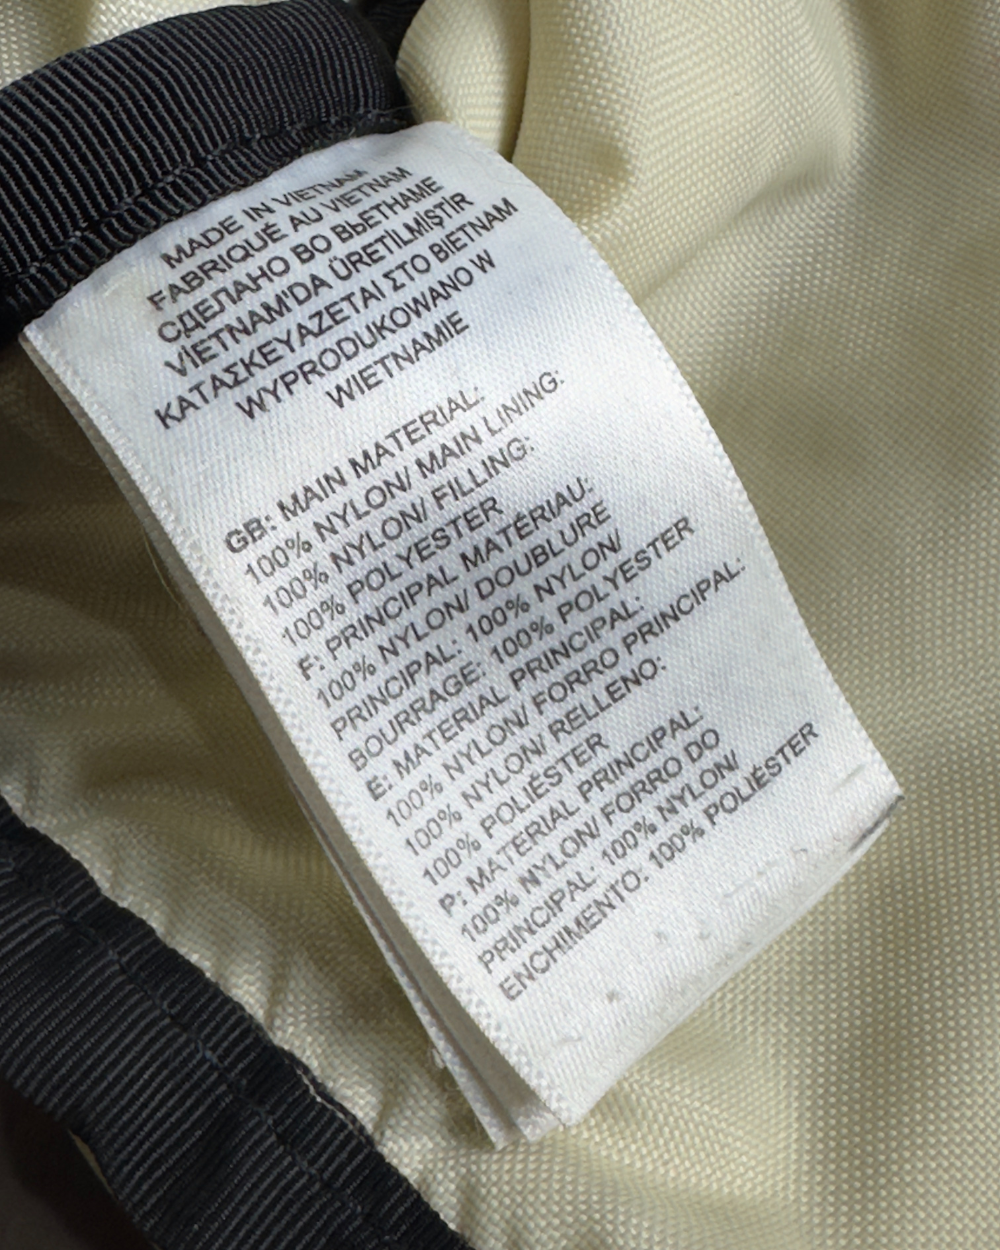 MADE IN VIETNAM
FABRIQUÉ AU VIETNAM
СДЕЛАНО ВО ВЬЕТНАМЕ
VİETNAM'DA ÜRETİLMİŞTİR
ΚΑΤΑΣΚΕΥΑΖΕΤΑΙ ΣΤΟ ΒΙΕΤΝΑΜ
WYPRODUKOWANO W
WIETNAMIE
GB: MAIN MATERIAL:
100% NYLON/ MAIN LINING:
100% NYLON/ FILLING:
100% POLYESTER
F: PRINCIPAL MATÉRIAU:
100% NYLON/ DOUBLURE
PRINCIPAL: 100% NYLON/
BOURRAGE: 100% POLYESTER
E: MATERIAL PRINCIPAL:
100% NYLON/ FORRO PRINCIPAL:
100% NYLON/ RELLENO:
100% POLIÉSTER
P: MATERIAL PRINCIPAL:
100% NYLON/ FORRO DO
PRINCIPAL: 100% NYLON/
ENCHIMENTO: 100% POLIÉSTER